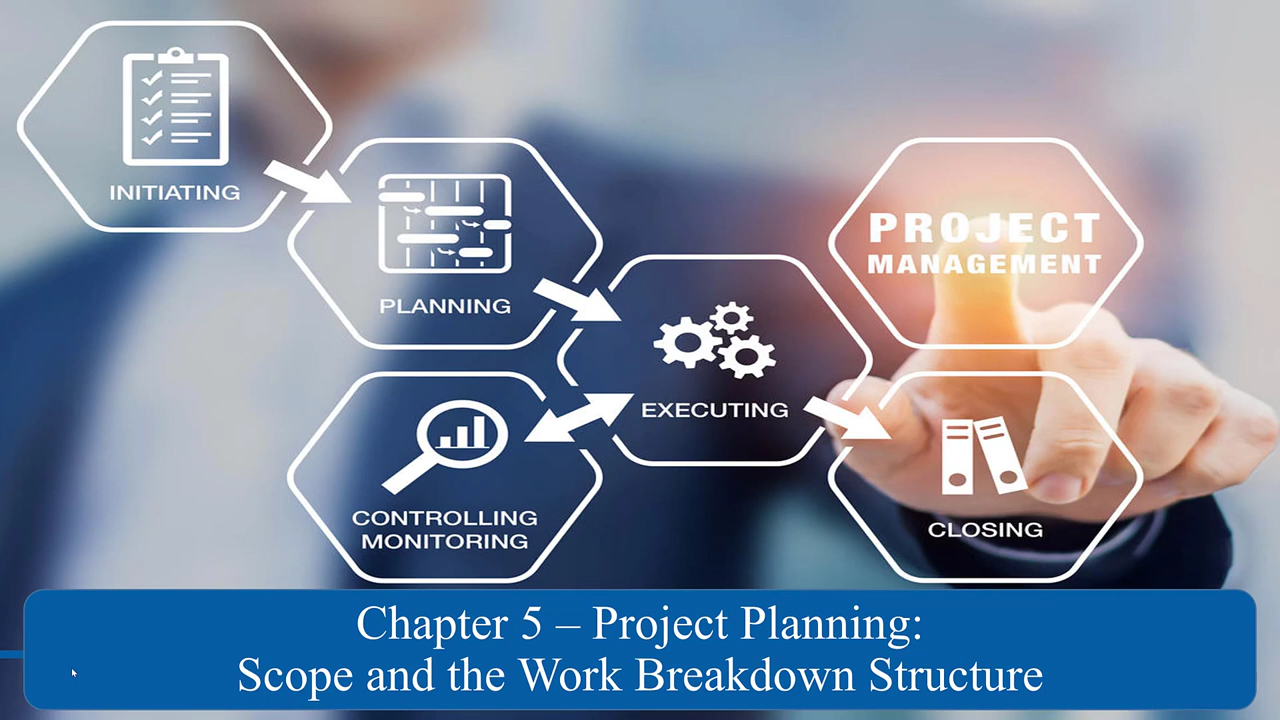 INITIATING
PLANNING
PROJECT
MANAGEMENT
EXECUTING
CONTROLLING
MONITORING
CLOSING
Chapter 5 – Project Planning:
Scope and the Work Breakdown Structure